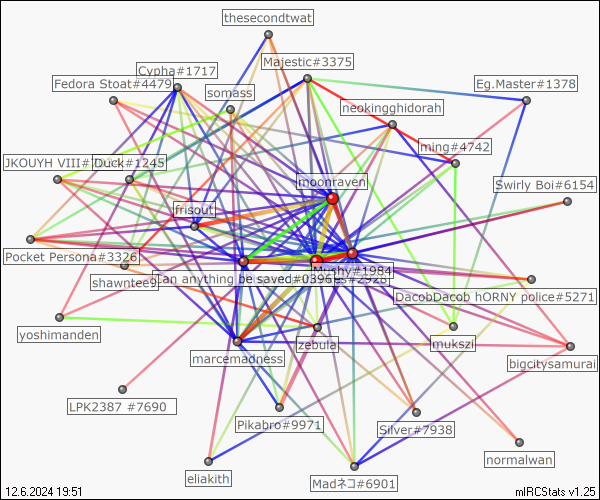 thesecondtwat
Majestic#3375
Cypha#1717
Fedora Stoat#4479
Eg.Master#1378
somass
neokingghidorah
ming#4742
JKOUYH VIII#
Duck#1245
moonraven
Swirly Boi#6154
frisout
Pocket Persona#3326
Mushy#1984
shawntee9
an anything be saved#0396
#2928
DacobDacob hORNY police#5271
yoshimanden
zebula
mukszi
marcemadness
bigcitysamurai
LPK2387 #7690
Pikabro#9971
Silver#7938
normalwan
eliakith
Madネコ#6901
12.6.2024 19:51
mIRCStats v1.25